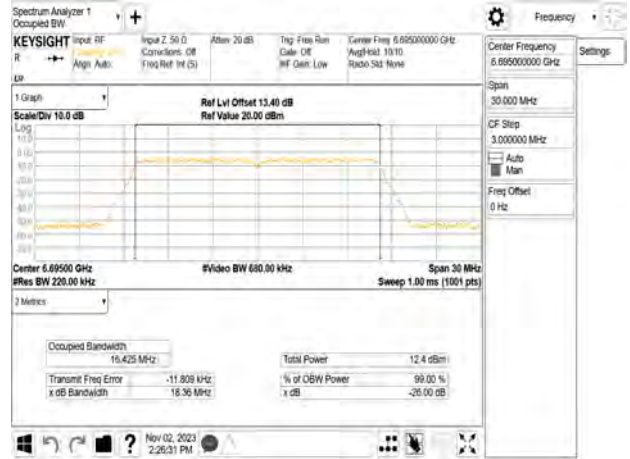 Spectrum Analyzer 1
Occupied BW
Frequency
KEYSIGHT
R
Input: RF
Align: Auto
Input Z: 50 Ω
Corrections: Off
Freq Ref: Int (S)
Atten: 20 dB
Trig: Free Run
Gate: Off
#IF Gain: Low
Center Freq: 6.695000000 GHz
Avg|Hold: 10/10
Radio Std: None
1 Graph
Scale/Div 10.0 dB
Ref Lvl Offset 13.40 dB
Ref Value 20.00 dBm
Log
Center 6.69500 GHz
#Res BW 220.00 kHz
#Video BW 680.00 kHz
Span 30 MHz
Sweep 1.00 ms (1001 pts)
2 Metrics
Occupied Bandwidth
16.425 MHz
Total Power
12.4 dBm
Transmit Freq Error
-11.809 kHz
% of OBW Power
99.00 %
x dB Bandwidth
18.36 MHz
x dB
-26.00 dB
Nov 02, 2023
2:26:31 PM
Center Frequency
6.695000000 GHz
Settings
Span
30.000 MHz
CF Step
3.000000 MHz
Auto
Man
Freq Offset
0 Hz